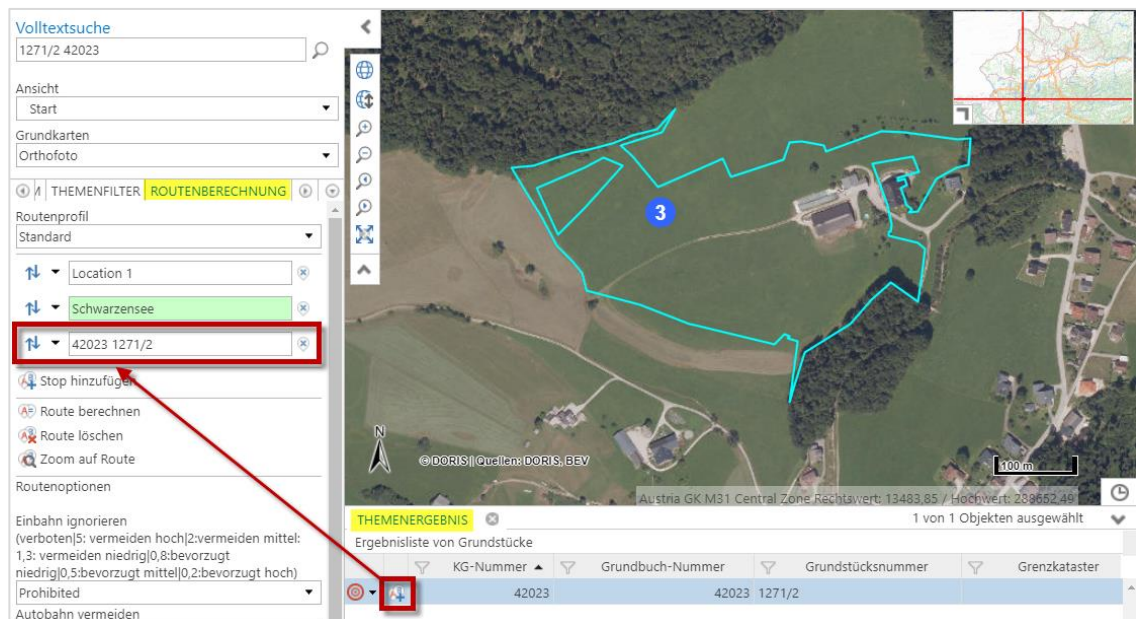 Volltextsuche
1271/2 42023
Ansicht
Start
Grundkarten
Orthofoto
THEMENFILTER ROUTENBERECHNUNG
Routenprofil
Standard
Location 1
Schwarzensee
42023 1271/2
Stop hinzufügen
Route berechnen
Route löschen
Zoom auf Route
Routenoptionen
Einbahn ignorieren
(verboten|5: vermeiden hoch|2:vermeiden mittel:
1,3: vermeiden niedrig|0,8:bevorzugt
niedrig|0,5:bevorzugt mittel|0,2:bevorzugt hoch)
Prohibited
Autobahn vermeiden
3
N
© DORIS | Quellen: DORIS, BEV
100 m
Austria GK M31 Central Zone Rechtswert: 13483,85 / Hochwert: 288652,49
THEMENERGEBNIS
1 von 1 Objekten ausgewählt
Ergebnisliste von Grundstücke
KG-Nummer Grundbuch-Nummer Grundstücksnummer Grenzkataster
42023 42023 1271/2